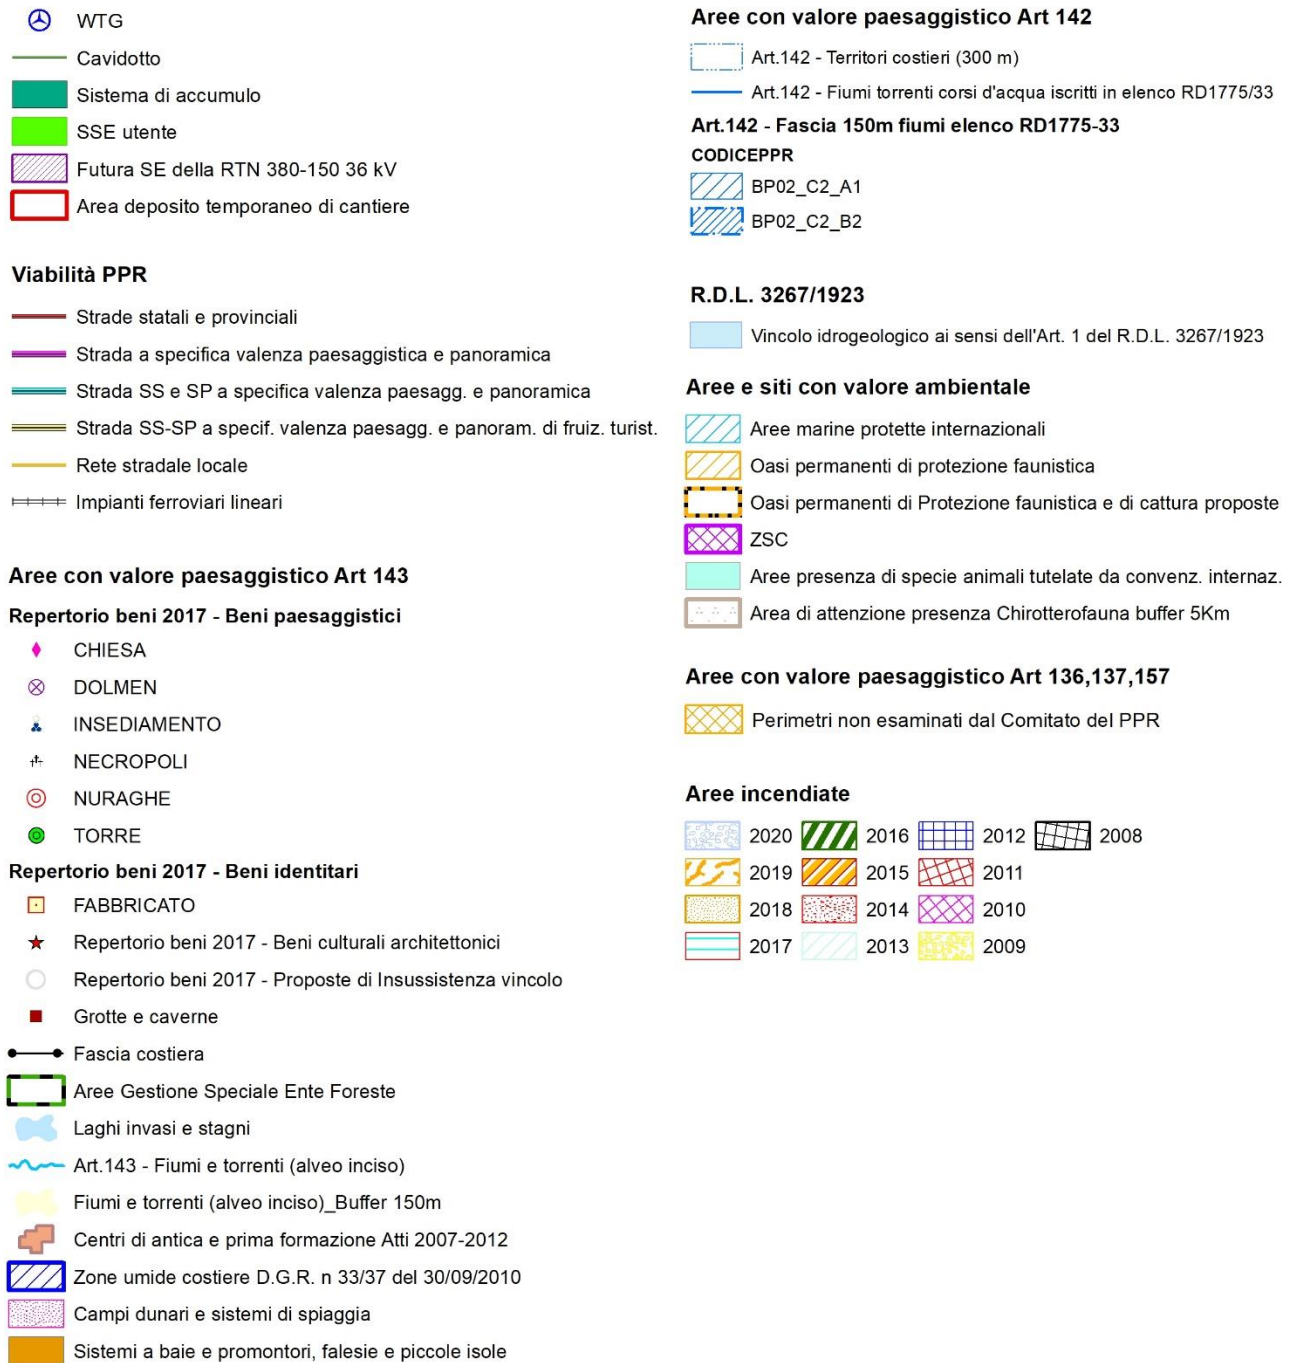 WTG
Cavidotto
Sistema di accumulo
SSE utente
Futura SE della RTN 380-150 36 kV
Area deposito temporaneo di cantiere
Viabilità PPR
Strade statali e provinciali
Strada a specifica valenza paesaggistica e panoramica
Strada SS e SP a specifica valenza paesagg. e panoramica
Strada SS-SP a specif. valenza paesagg. e panoram. di fruiz. turist.
Rete stradale locale
Impianti ferroviari lineari
Aree con valore paesaggistico Art 143
Repertorio beni 2017 - Beni paesaggistici
CHIESA
DOLMEN
INSEDIAMENTO
NECROPOLI
NURAGHE
TORRE
Repertorio beni 2017 - Beni identitari
FABBRICATO
Repertorio beni 2017 - Beni culturali architettonici
Repertorio beni 2017 - Proposte di Insussistenza vincolo
Grotte e caverne
Fascia costiera
Aree Gestione Speciale Ente Foreste
Laghi invasi e stagni
Art.143 - Fiumi e torrenti (alveo inciso)
Fiumi e torrenti (alveo inciso)_Buffer 150m
Centri di antica e prima formazione Atti 2007-2012
Zone umide costiere D.G.R. n 33/37 del 30/09/2010
Campi dunari e sistemi di spiaggia
Sistemi a baie e promontori, falesie e piccole isole
Aree con valore paesaggistico Art 142
Art.142 - Territori costieri (300 m)
Art.142 - Fiumi torrenti corsi d'acqua iscritti in elenco RD1775/33
Art.142 - Fascia 150m fiumi elenco RD1775-33
CODICEPPR
BP02_C2_A1
BP02_C2_B2
R.D.L. 3267/1923
Vincolo idrogeologico ai sensi dell'Art. 1 del R.D.L. 3267/1923
Aree e siti con valore ambientale
Aree marine protette internazionali
Oasi permanenti di protezione faunistica
Oasi permanenti di Protezione faunistica e di cattura proposte
ZSC
Aree presenza di specie animali tutelate da convenz. internaz.
Area di attenzione presenza Chirotterofauna buffer 5Km
Aree con valore paesaggistico Art 136,137,157
Perimetri non esaminati dal Comitato del PPR
Aree incendiate
2020 2016 2012 2008
2019 2015 2011
2018 2014 2010
2017 2013 2009